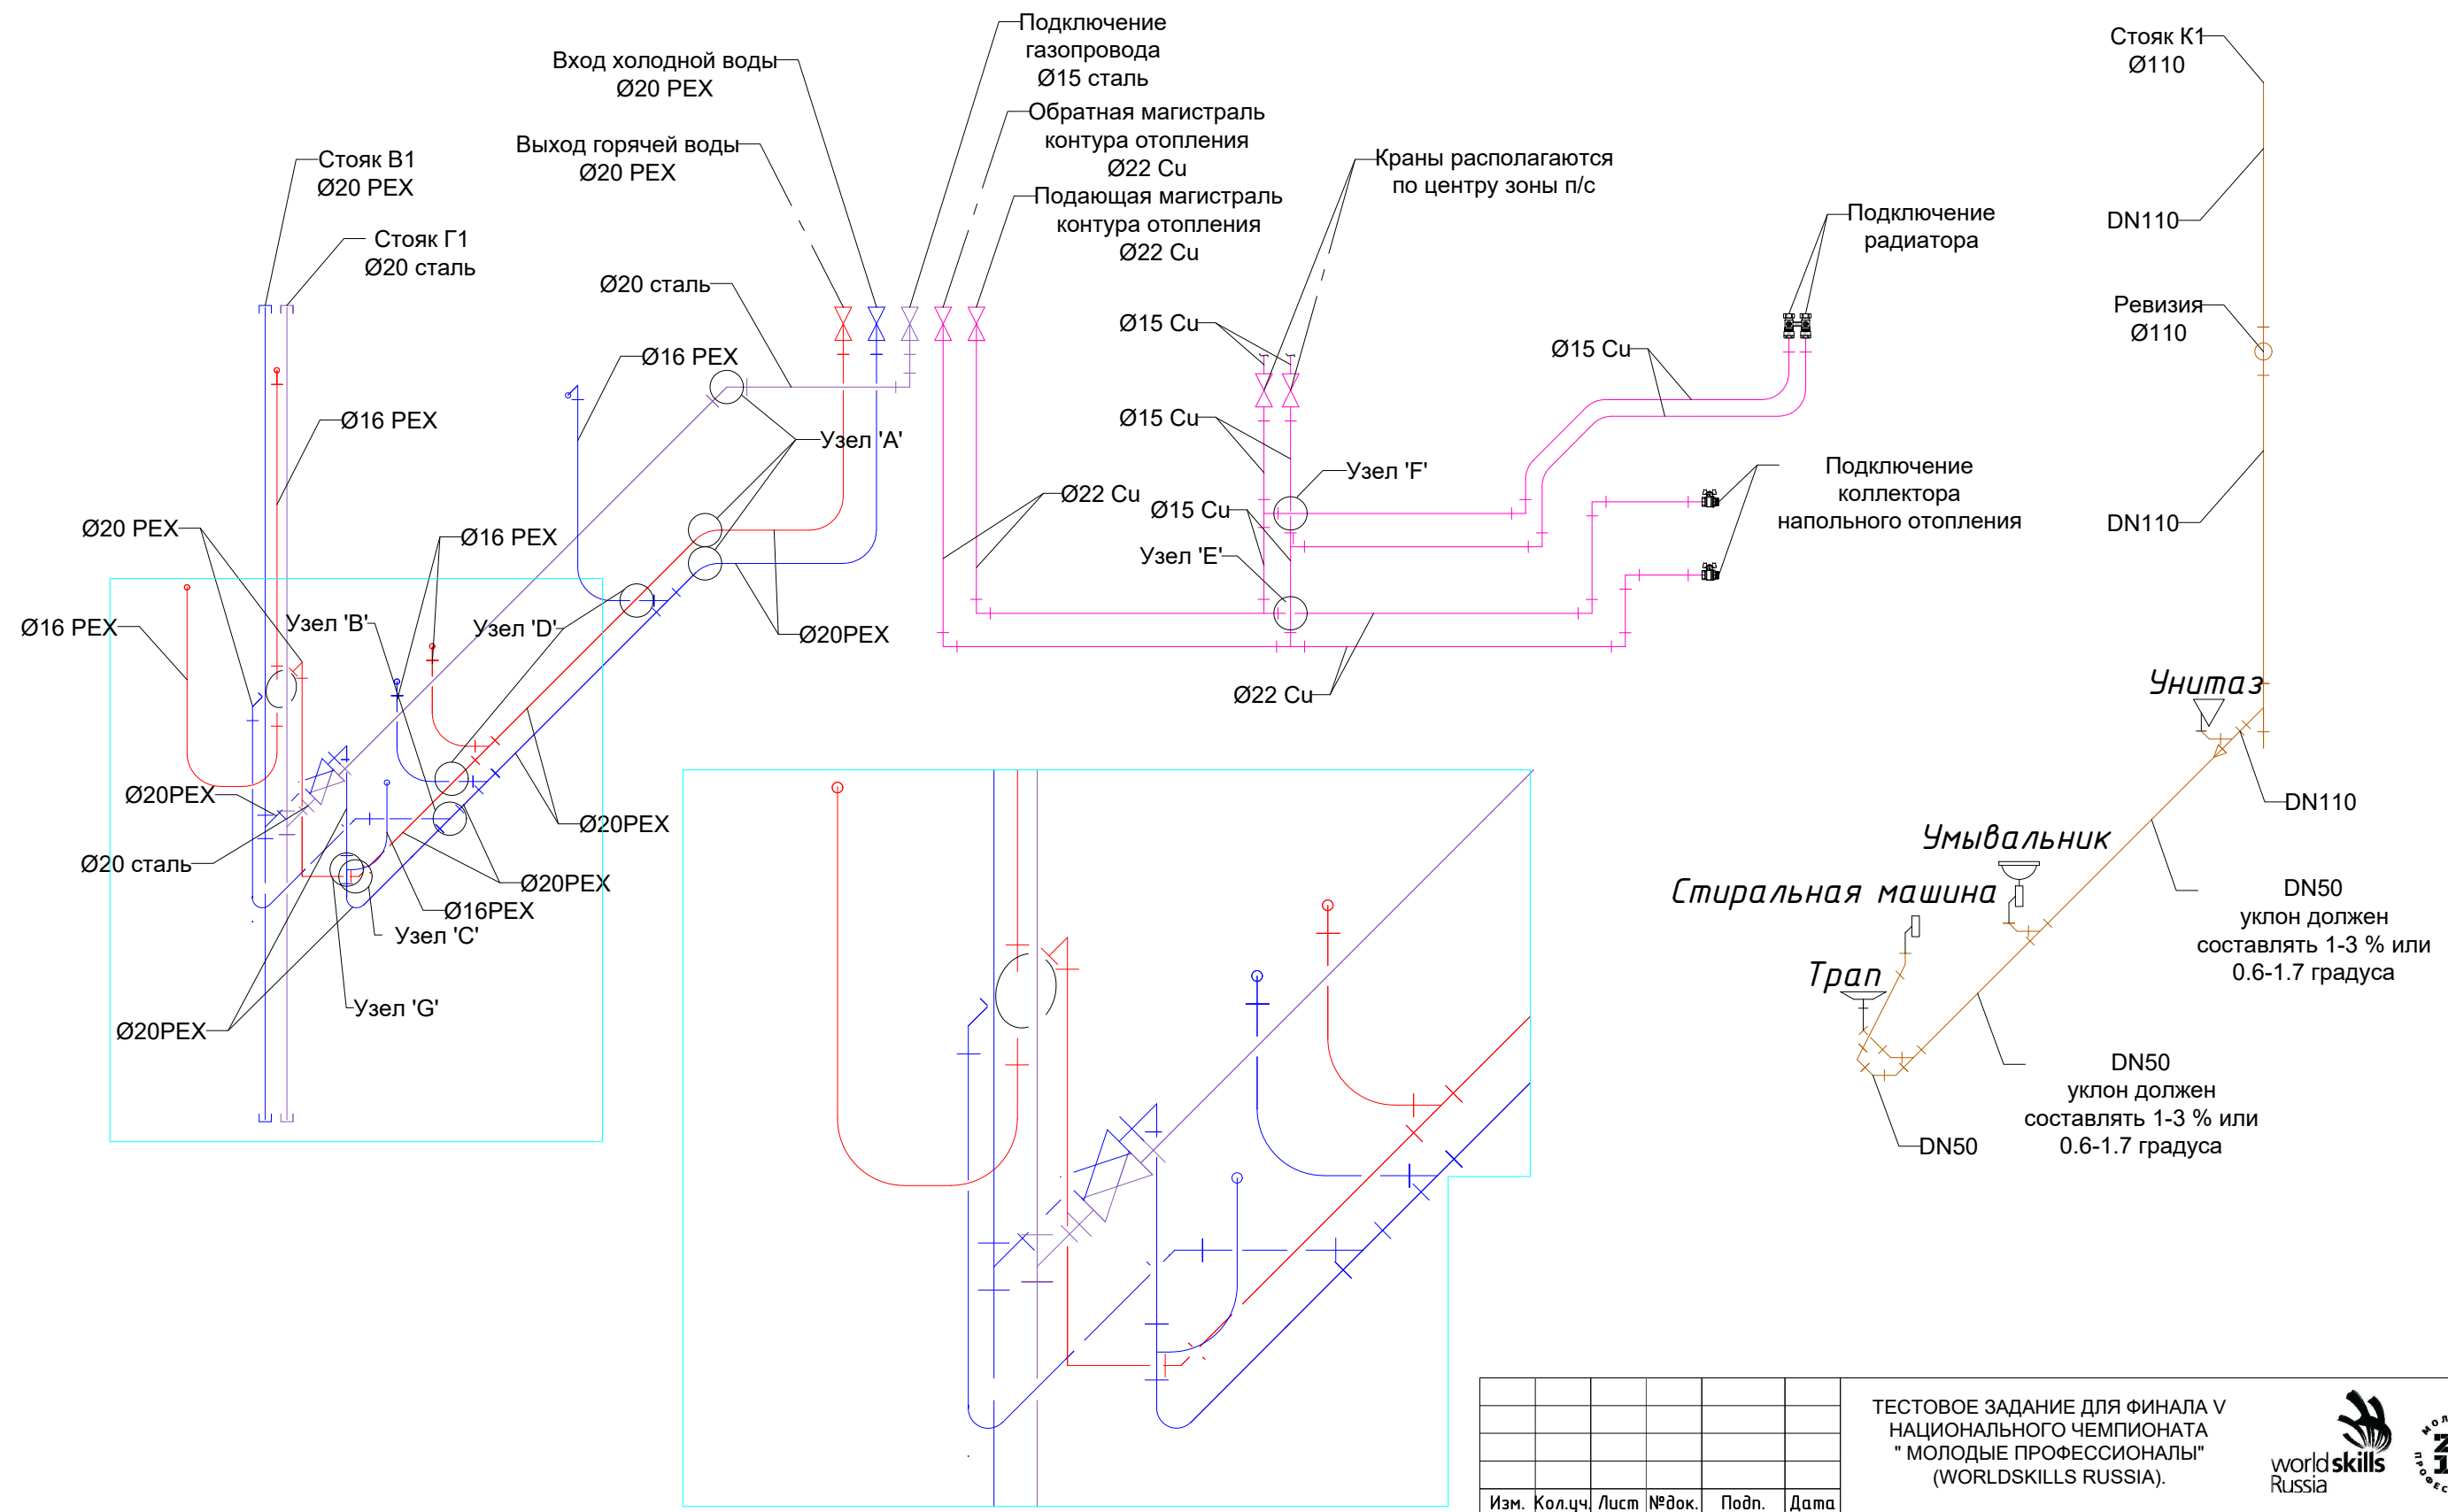 Подключение
газопровода
Ø15 сталь
Вход холодной воды
Ø20 PEX
Обратная магистраль
контура отопления
Ø22 Cu
Выход горячей воды
Ø20 PEX
Стояк В1
Ø20 PEX
Стояк Г1
Ø20 сталь
Подающая магистраль
контура отопления
Ø22 Cu
Краны располагаются
по центру зоны п/с
Подключение
радиатора
Стояк К1
Ø110
DN110
Ревизия
Ø110
DN110
Ø20 сталь
Ø16 PEX
Ø16 PEX
Узел 'A'
Ø15 Cu
Ø15 Cu
Ø15 Cu
Узел 'F'
Ø22 Cu
Ø15 Cu
Узел 'E'
Подключение
коллектора
напольного отопления
Ø20 PEX
Ø16 PEX
Ø16 PEX
Узел 'B'
Узел 'D'
Ø20PEX
Ø22 Cu
Ø20PEX
Ø20PEX
Ø20 сталь
Ø20PEX
Ø16PEX
Узел 'C'
Узел 'G'
Ø20PEX
Унитаз
DN110
Умывальник
Стиральная машина
Трап
DN50
уклон должен
составлять 1-3 % или
0.6-1.7 градуса
DN50
уклон должен
составлять 1-3 % или
0.6-1.7 градуса
DN50
ТЕСТОВОЕ ЗАДАНИЕ ДЛЯ ФИНАЛА V
НАЦИОНАЛЬНОГО ЧЕМПИОНАТА
" МОЛОДЫЕ ПРОФЕССИОНАЛЫ"
(WORLDSKILLS RUSSIA).
Изм. Кол.уч. Лист №док. Подп. Дата
worldskills
Russia